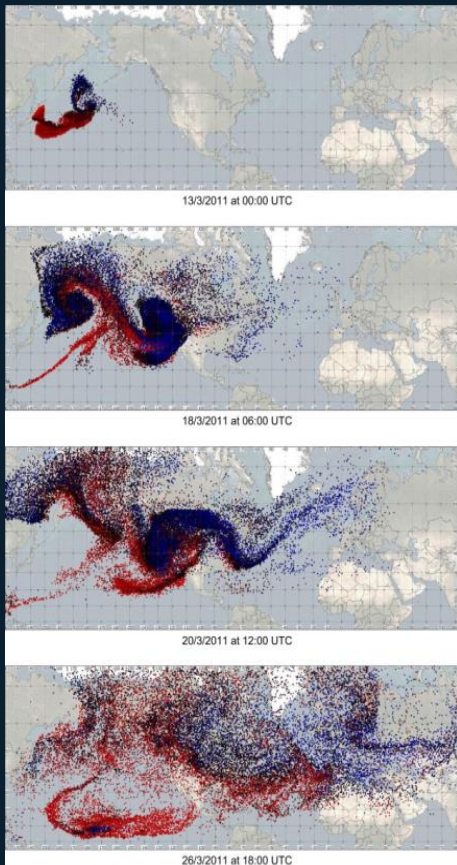 13/3/2011 at 00:00 UTC
18/3/2011 at 06:00 UTC
20/3/2011 at 12:00 UTC
26/3/2011 at 18:00 UTC